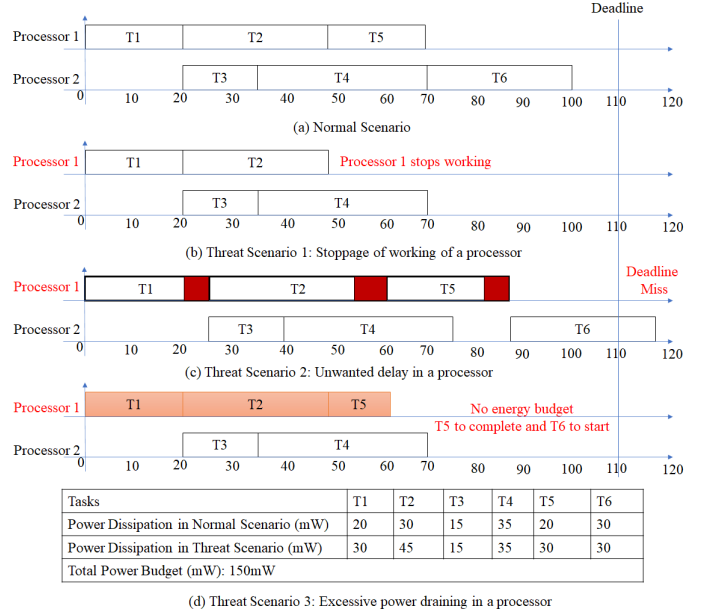 Deadline
Processor 1 T1 T2 T5
Processor 2 T3 T4 T6
0 10 20 30 40 50 60 70 80 90 100 110 120
(a) Normal Scenario
Processor 1 T1 T2 Processor 1 stops working
Processor 2 T3 T4
0 10 20 30 40 50 60 70 80 90 100 110 120
(b) Threat Scenario 1: Stoppage of working of a processor
Processor 1 T1 T2 T5 Deadline
Miss
Processor 2 T3 T4 T6
0 10 20 30 40 50 60 70 80 90 100 110 120
(c) Threat Scenario 2: Unwanted delay in a processor
Processor 1 T1 T2 T5 No energy budget
T5 to complete and T6 to start
Processor 2 T3 T4
0 10 20 30 40 50 60 70 80 90 100 110 120
Tasks T1 T2 T3 T4 T5 T6
Power Dissipation in Normal Scenario (mW) 20 30 15 35 20 30
Power Dissipation in Threat Scenario (mW) 30 45 15 35 30 30
Total Power Budget (mW): 150mW
(d) Threat Scenario 3: Excessive power draining in a processor